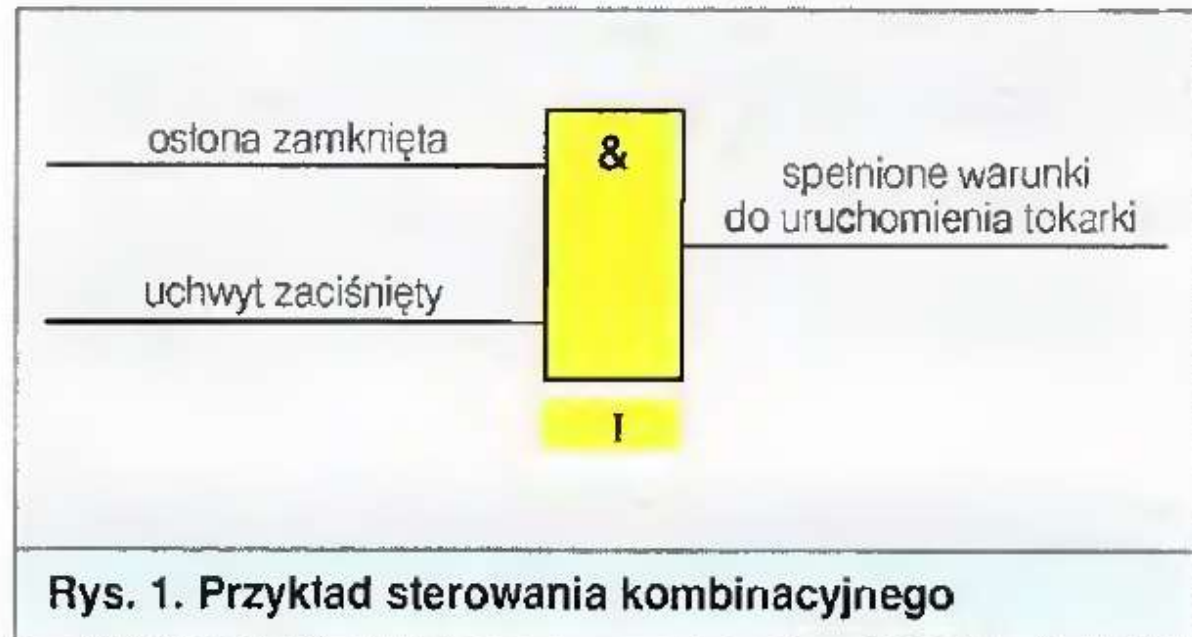 osłona zamknięta
&
spełnione warunki
do uruchomienia tokarki
uchwyt zaciśnięty
I
Rys. 1. Przykład sterowania kombinacyjnego